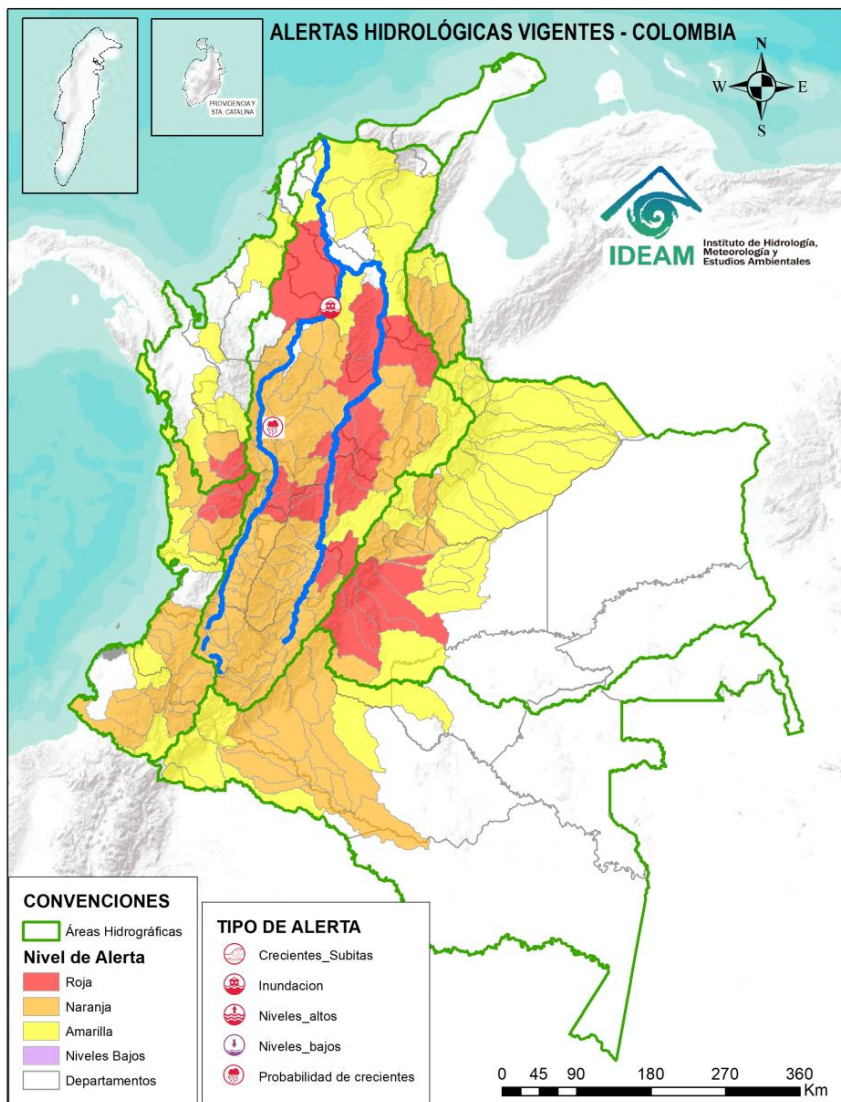 ALERTAS HIDROLÓGICAS VIGENTES - COLOMBIA
PROVIDENCIA Y
STA. CATALINA
N
W
E
S
IDEAM
Instituto de Hidrología,
Meteorología y
Estudios Ambientales
CONVENCIONES
Áreas Hidrográficas
Nivel de Alerta
Roja
Naranja
Amarilla
Niveles Bajos
Departamentos
TIPO DE ALERTA
Crecientes_Subitas
Inundacion
Niveles_altos
Niveles_bajos
Probabilidad de crecientes
0 45 90 180 270 360
Km